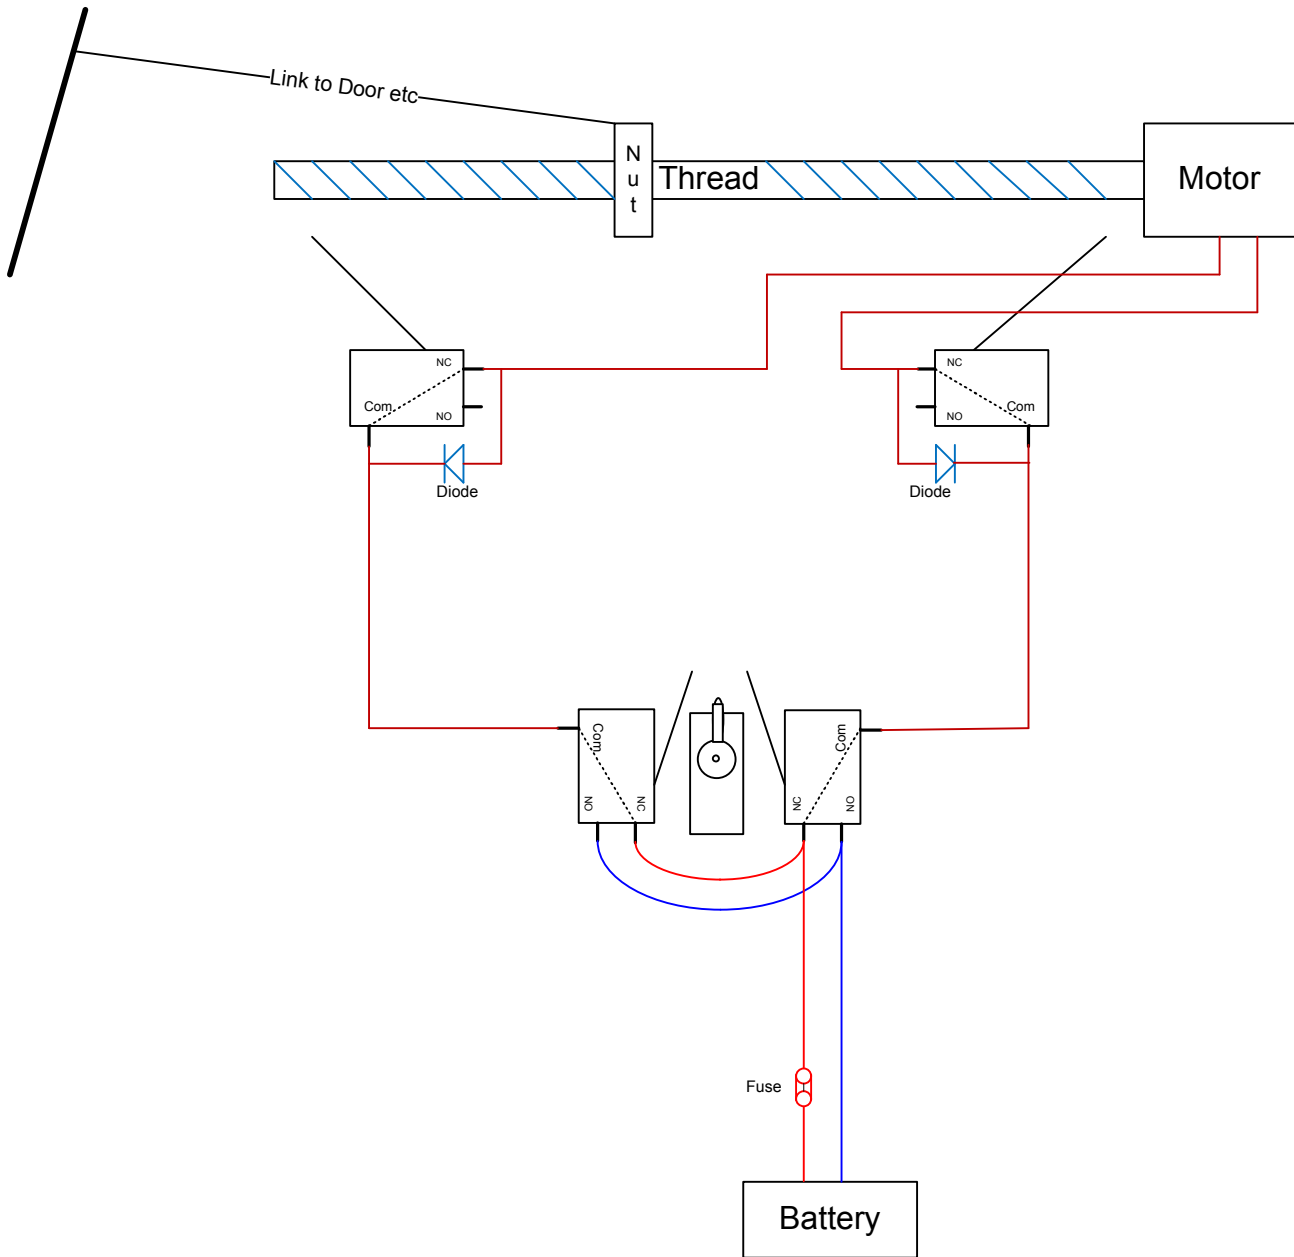 Link to Door etc
Nut
Thread
Motor
NC
Com
NO
Diode
NC
Com
NO
Diode
Com
NO
NC
Com
NC
NO
Fuse
Battery